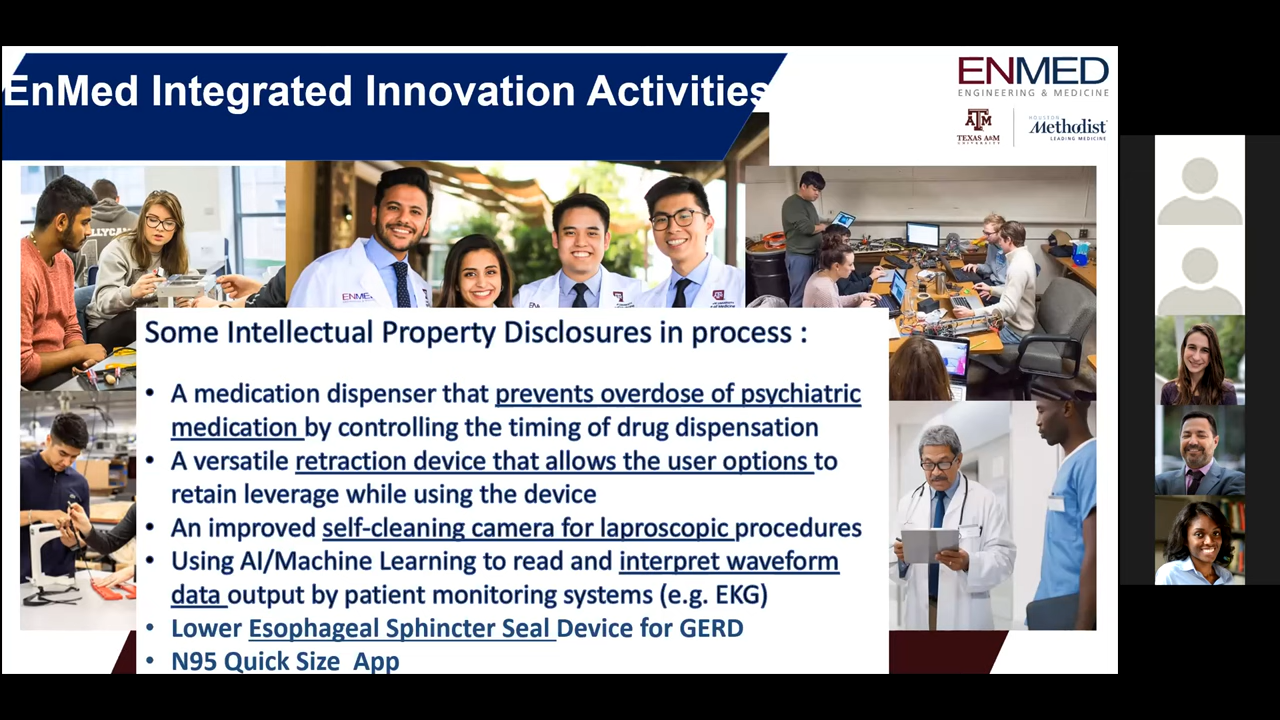 EnMed Integrated Innovation Activities
ENMED
ENGINEERING & MEDICINE
TEXAS A&M
UNIVERSITY
HOUSTON
Methodist
LEADING MEDICINE
ENMED
Some Intellectual Property Disclosures in process :
• A medication dispenser that prevents overdose of psychiatric
medication by controlling the timing of drug dispensation
• A versatile retraction device that allows the user options to
retain leverage while using the device
• An improved self-cleaning camera for laproscopic procedures
• Using AI/Machine Learning to read and interpret waveform
data output by patient monitoring systems (e.g. EKG)
• Lower Esophageal Sphincter Seal Device for GERD
• N95 Quick Size App